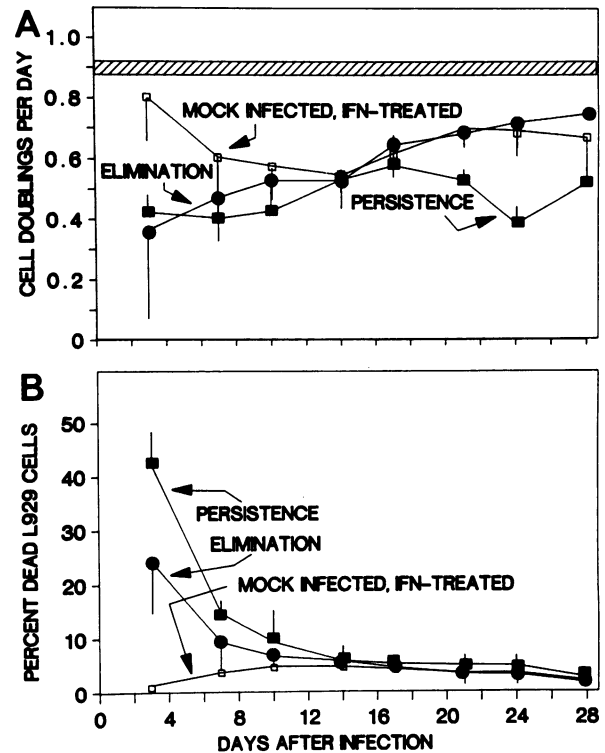 A
CELL DOUBLINGS PER DAY
1.0
0.8
0.6
0.4
0.2
0
MOCK INFECTED, IFN-TREATED
ELIMINATION
PERSISTENCE
B
PERCENT DEAD L929 CELLS
50
40
30
20
10
0
PERSISTENCE
ELIMINATION
MOCK INFECTED, IFN-TREATED
0 4 8 12 16 20 24 28
DAYS AFTER INFECTION